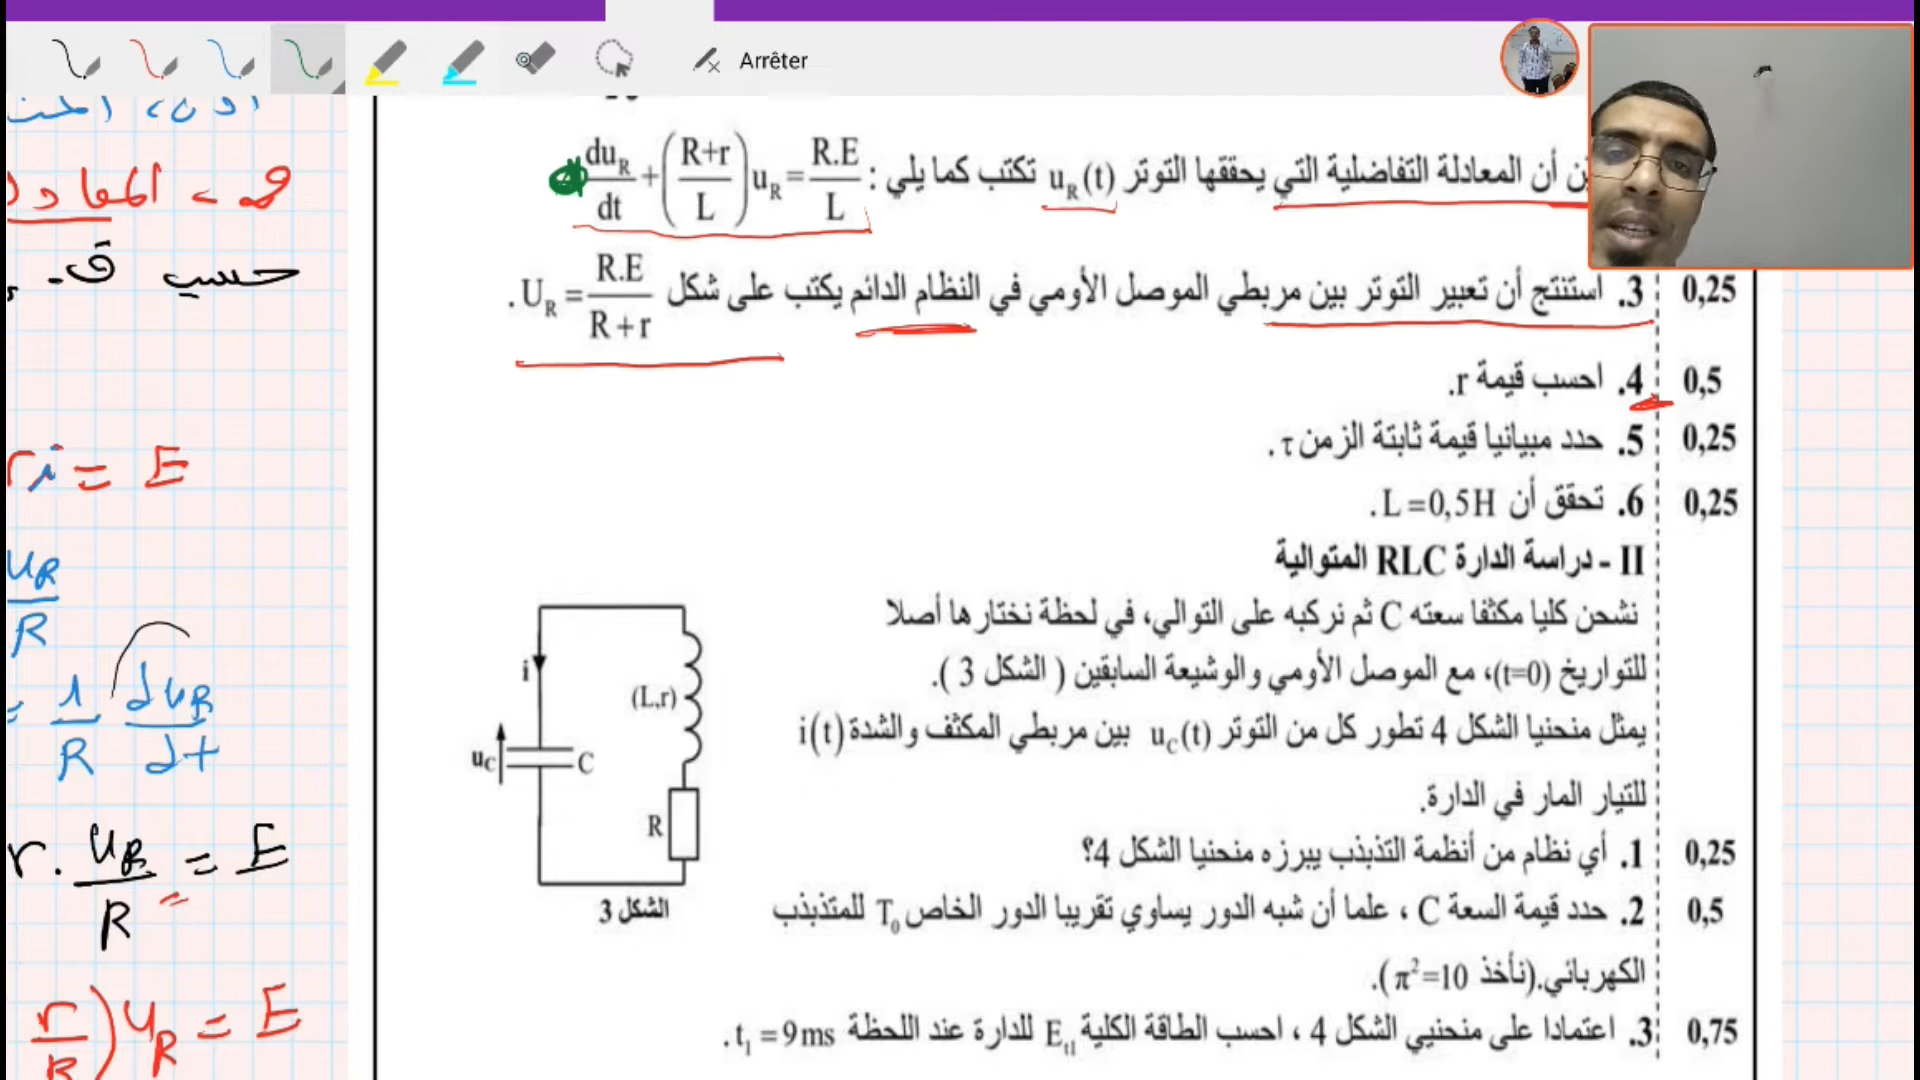 Arrêter
أن المعادلة التفاضلية التي يحققها التوتر u_R(t) تكتب كما يلي : du_R/dt + ((R+r)/L) u_R = R.E/L
0,25 3. استنتج أن تعبير التوتر بين مربطي الموصل الأومي في النظام الدائم يكتب على شكل U_R = R.E/(R+r) .
0,5 4. احسب قيمة r.
0,25 5. حدد مبيانيا قيمة ثابتة الزمن τ .
0,25 6. تحقق أن L=0,5H .
II - دراسة الدارة RLC المتوالية
نشحن كليا مكثفا سعته C ثم نركبه على التوالي، في لحظة نختارها أصلا
للتواريخ (t=0)، مع الموصل الأومي والوشيعة السابقين ( الشكل 3 ).
يمثل منحنيا الشكل 4 تطور كل من التوتر u_C(t) بين مربطي المكثف والشدة i(t)
للتيار المار في الدارة.
0,25 1. أي نظام من أنظمة التذبذب يبرزه منحنيا الشكل 4؟
0,5 2. حدد قيمة السعة C ، علما أن شبه الدور يساوي تقريبا الدور الخاص T₀ للمتذبذب
الكهربائي.(نأخذ π²=10).
0,75 3. اعتمادا على منحنيي الشكل 4 ، احسب الطاقة الكلية E_t1 للدارة عند اللحظة t₁ = 9ms .
i
(L,r)
u_C
C
R
الشكل 3
2 - المعاد
حسب ق.
ri = E
u_R/R
= 1/R du_R/dt
r. u_R/R = E
r/R) u_R = E